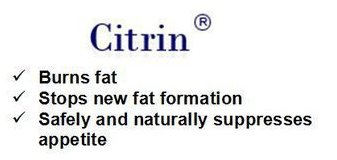 Citrin®
✓ Burns fat
✓ Stops new fat formation
✓ Safely and naturally suppresses
appetite